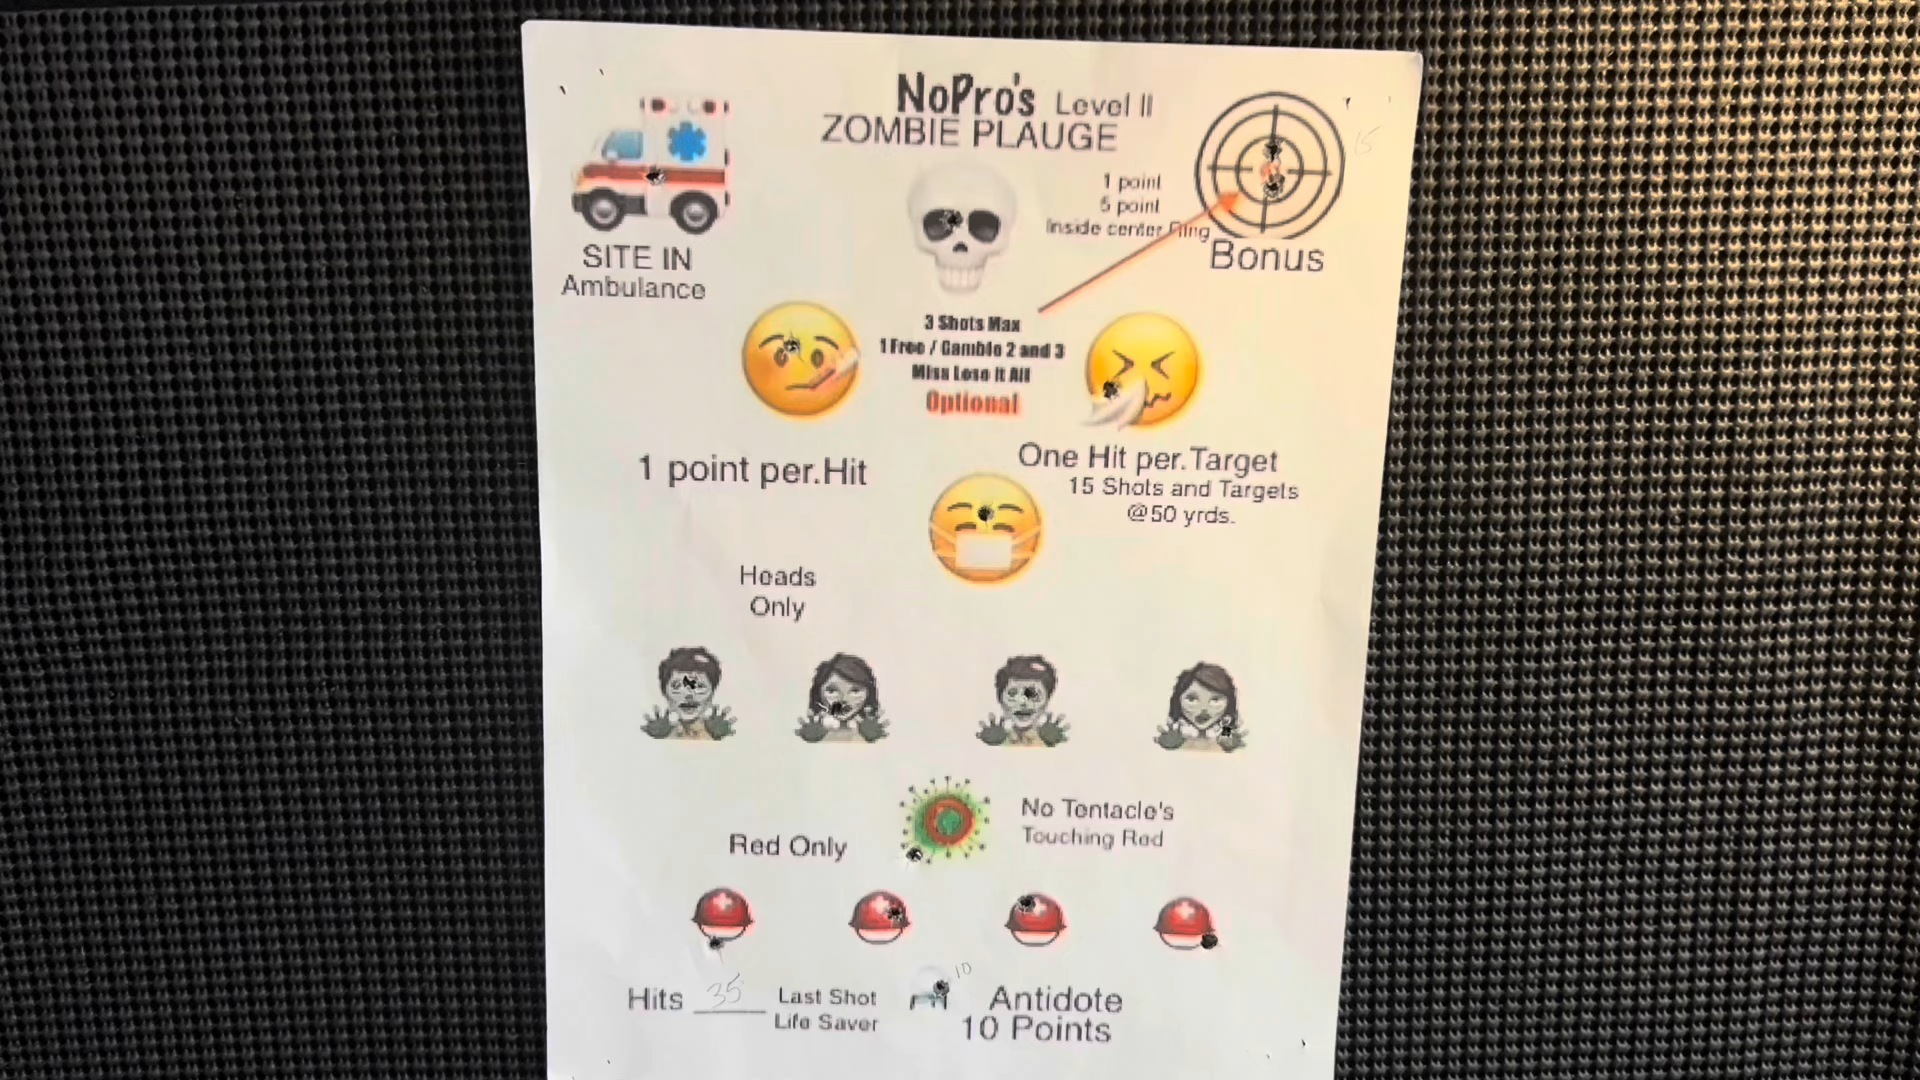 NoPro's Level II
ZOMBIE PLAUGE
15
1 point
5 point
Inside center Ring
Bonus
SITE IN
Ambulance
3 Shots Max
1 Free / Gamble 2 and 3
Miss Lose It All
Optional
1 point per.Hit
One Hit per.Target
15 Shots and Targets
@50 yrds.
Heads
Only
No Tentacle's
Touching Red
Red Only
10
Hits 35 Last Shot
Life Saver
Antidote
10 Points